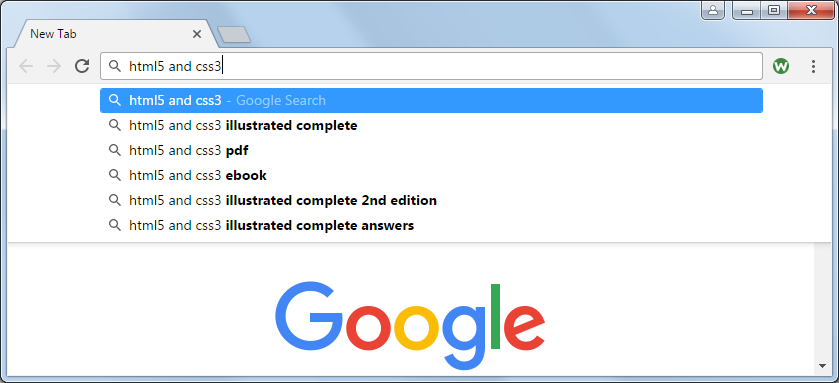 New Tab
html5 and css3
html5 and css3 - Google Search
html5 and css3 illustrated complete
html5 and css3 pdf
html5 and css3 ebook
html5 and css3 illustrated complete 2nd edition
html5 and css3 illustrated complete answers
Google